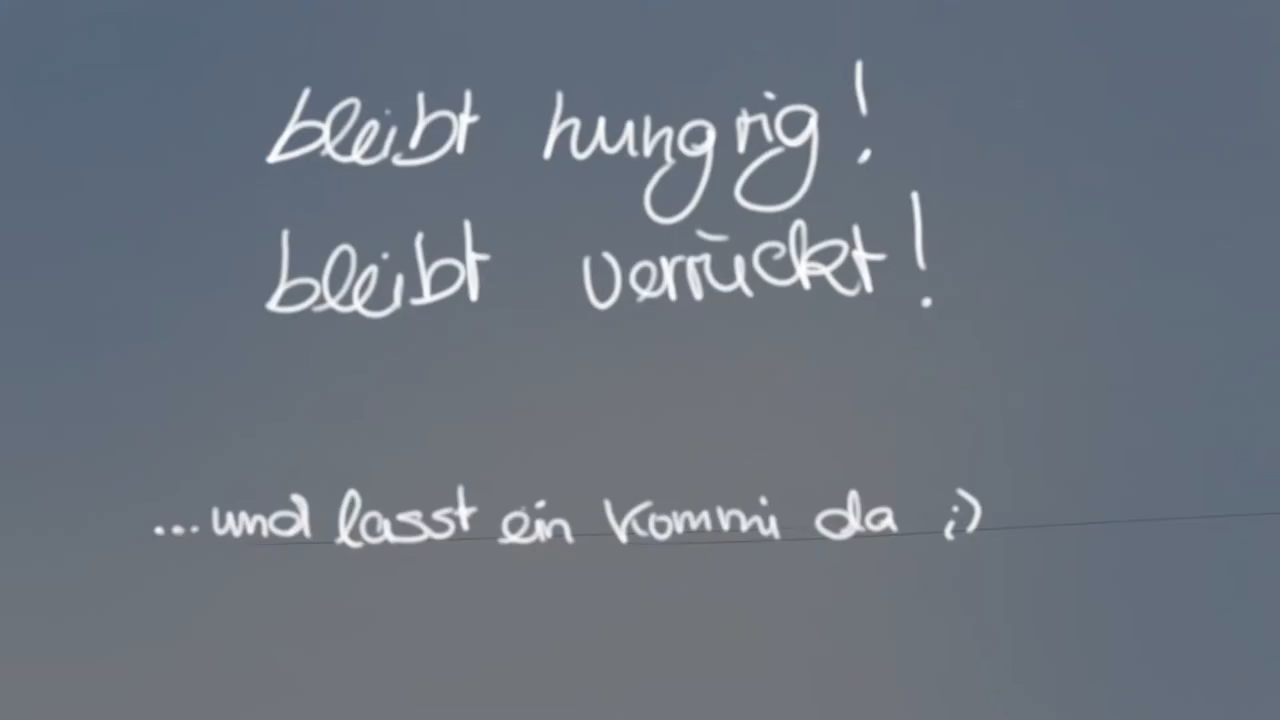 bleibt hungrig!
bleibt verrückt!
...und lasst ein Kommi da ;)